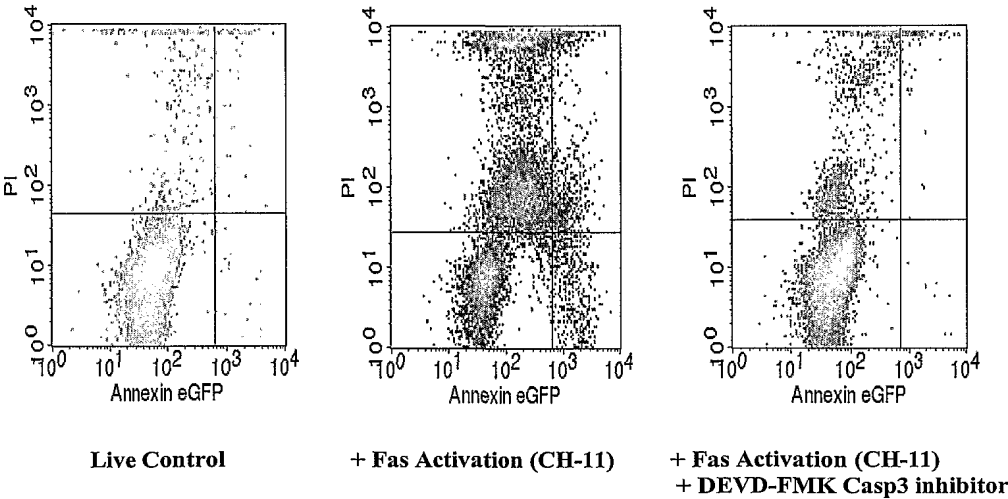 10⁴
10³
10²
10¹
10⁰
PI
10⁰ 10¹ 10² 10³ 10⁴
Annexin eGFP
Live Control
10⁴
10³
10²
10¹
10⁰
PI
10⁰ 10¹ 10² 10³ 10⁴
Annexin eGFP
+ Fas Activation (CH-11)
10⁴
10³
10²
10¹
10⁰
PI
10⁰ 10¹ 10² 10³ 10⁴
Annexin eGFP
+ Fas Activation (CH-11)
+ DEVD-FMK Casp3 inhibitor